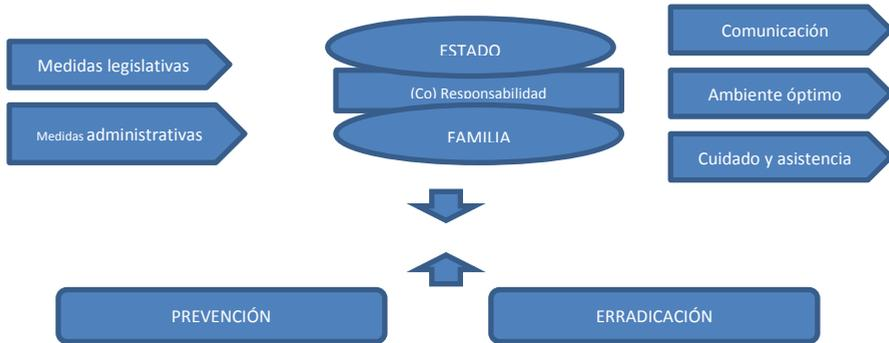 Medidas legislativas
Medidas administrativas
ESTADO
(Co) Responsabilidad
FAMILIA
Comunicación
Ambiente óptimo
Cuidado y asistencia
PREVENCIÓN
ERRADICACIÓN